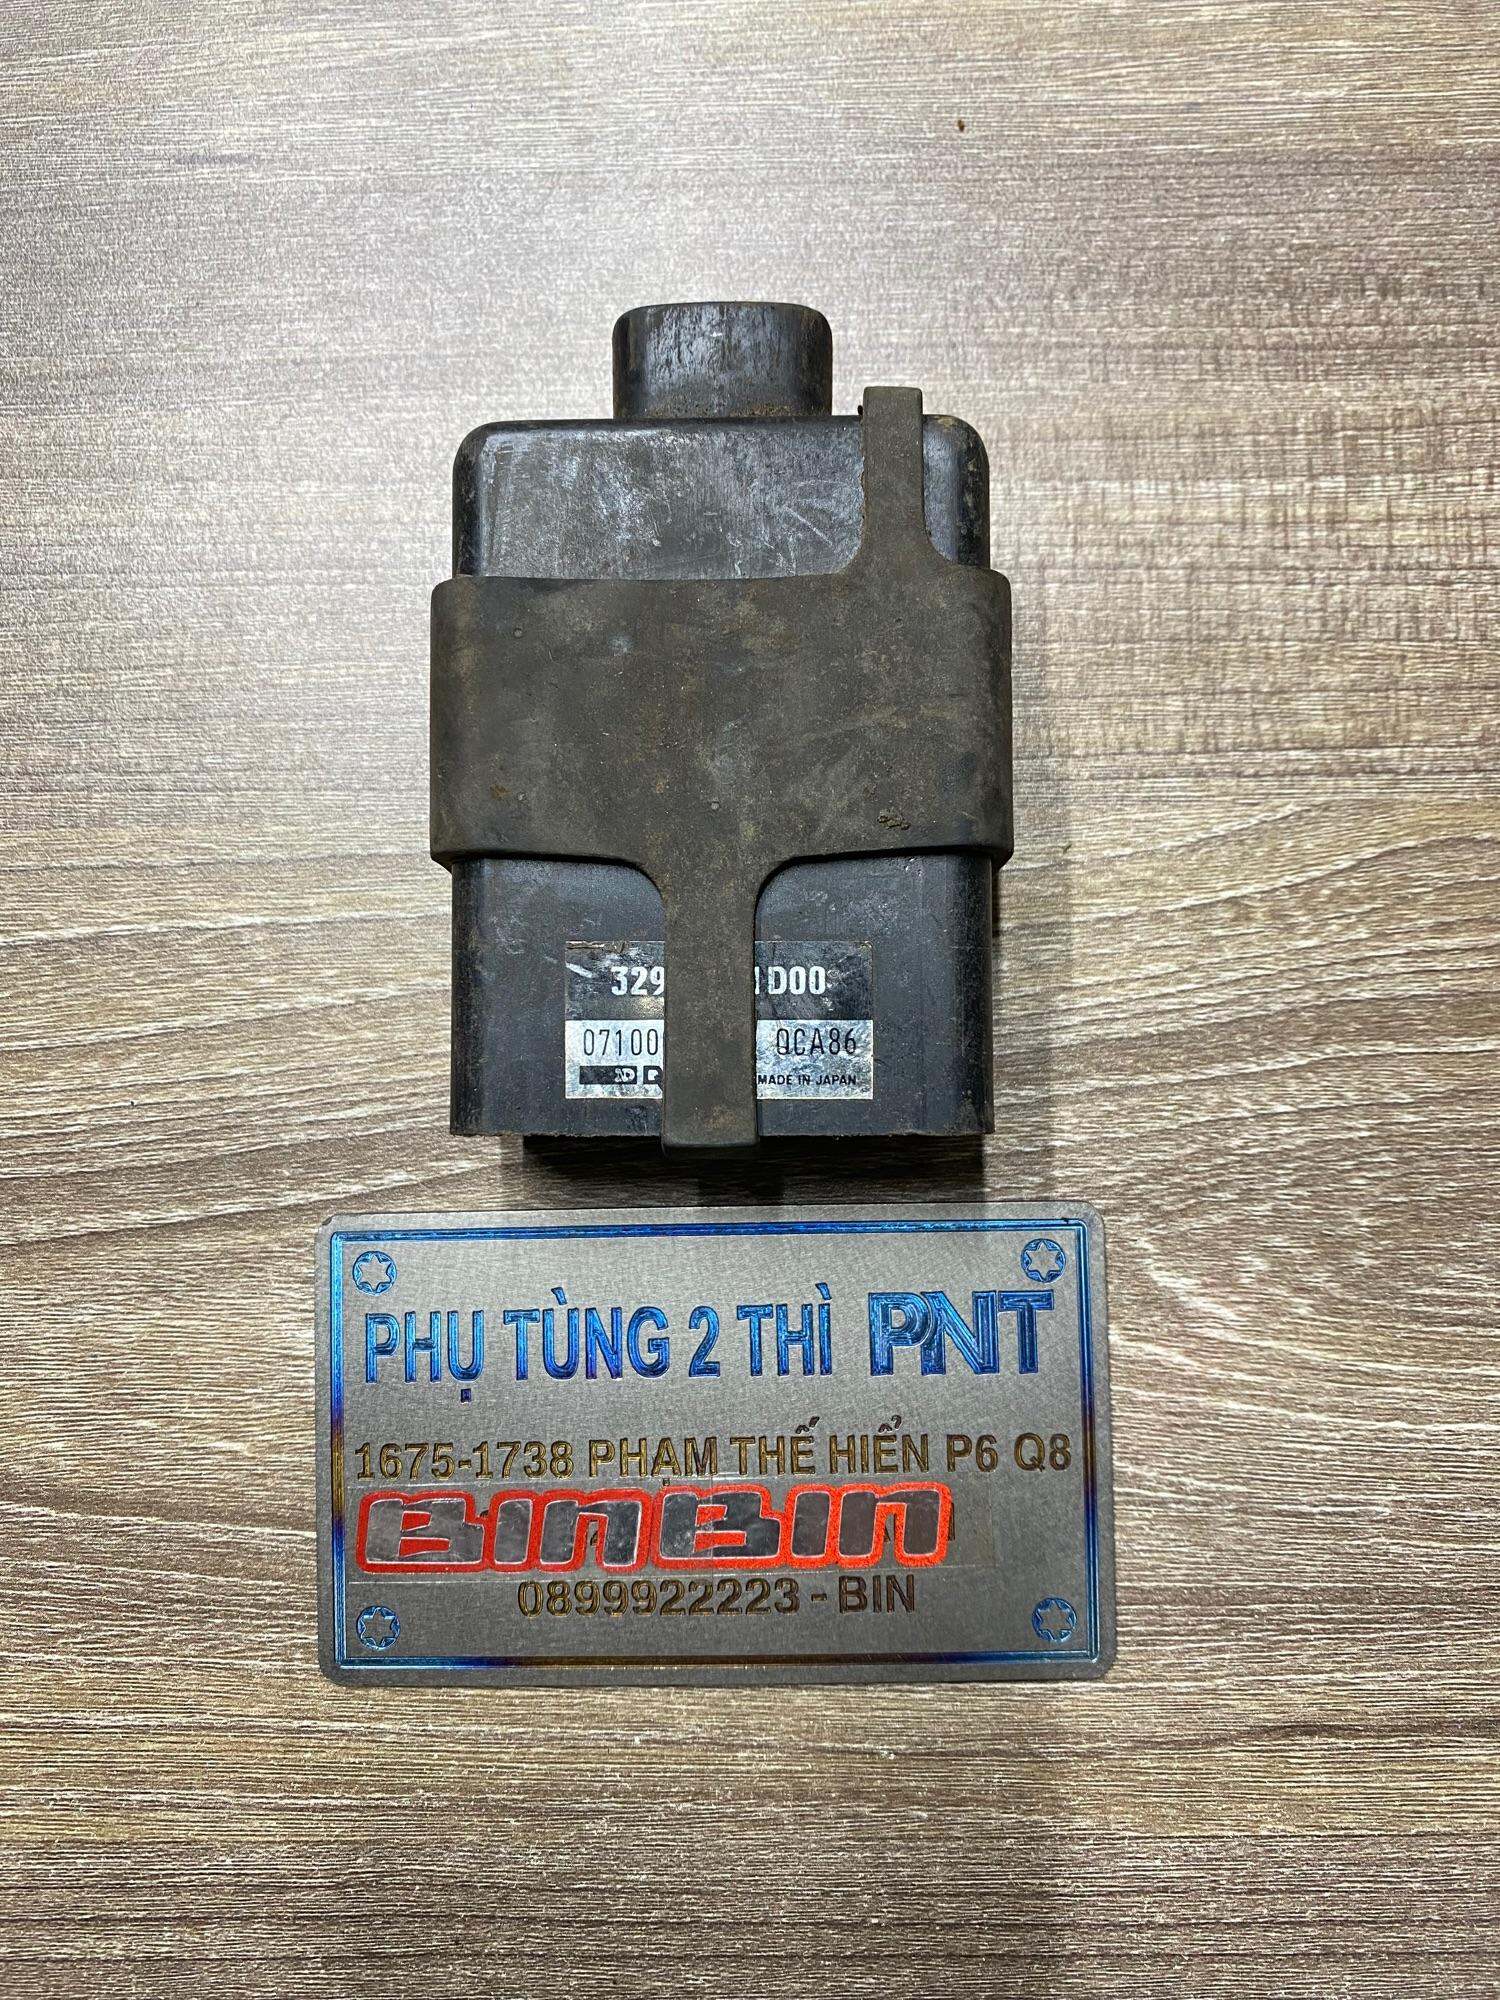 329 1D00
07100 QCA86
ND D MADE IN JAPAN
PHỤ TÙNG 2 THÌ PNT
1675-1738 PHẠM THẾ HIỂN P6 Q8
BINBIN
0899922223 - BIN